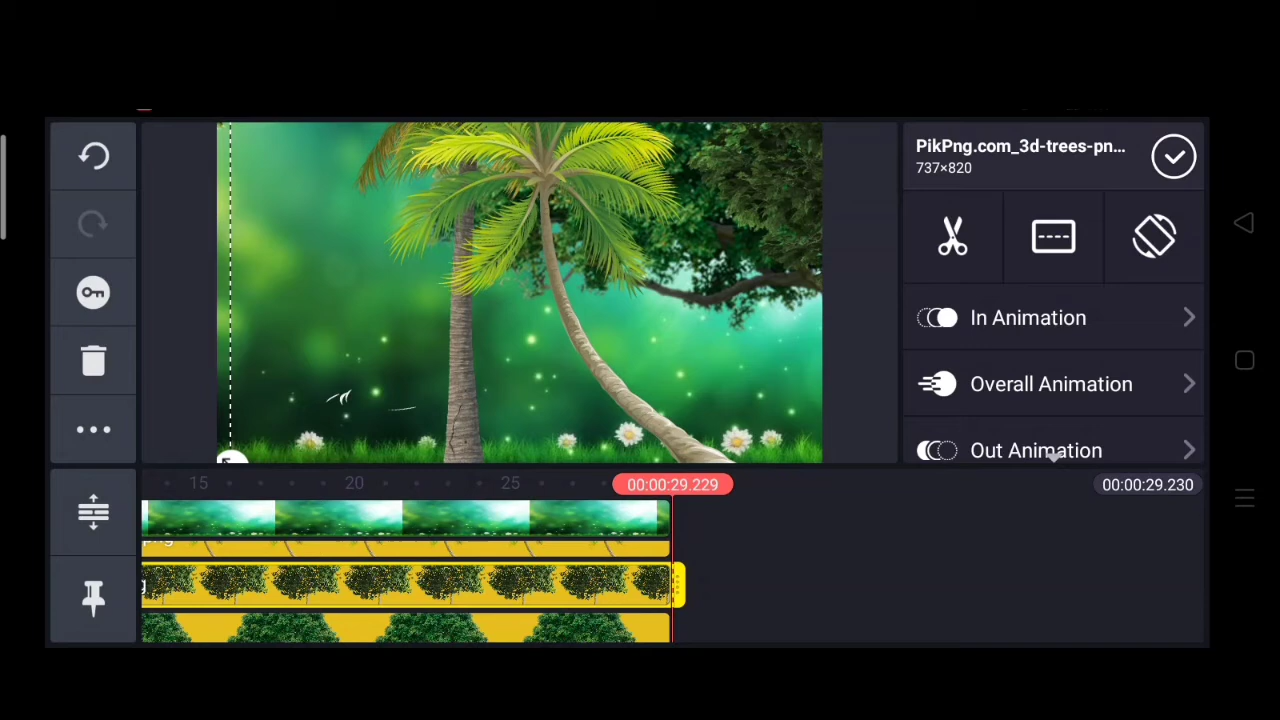 PikPng.com_3d-trees-pn...
737×820
In Animation
Overall Animation
Out Animation
15
20
25
00:00:29.229
00:00:29.230
png
g